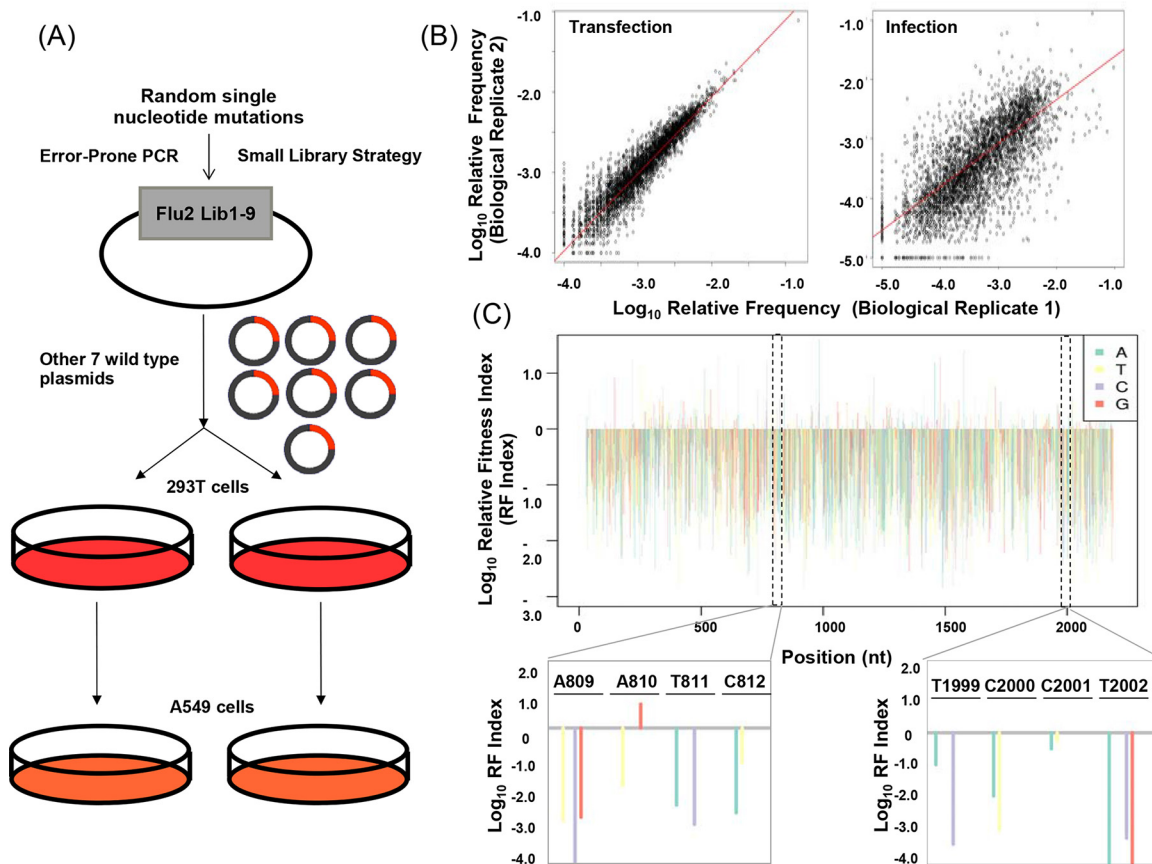 (A)
Random single
nucleotide mutations
Error-Prone PCR
Small Library Strategy
Flu2 Lib1-9
Other 7 wild type
plasmids
293T cells
A549 cells
(B)
Log10 Relative Frequency
(Biological Replicate 2)
-1.0
-2.0
-3.0
-4.0
Transfection
-4.0 -3.0 -2.0 -1.0
-1.0
-2.0
-3.0
-4.0
-5.0
Infection
-5.0 -4.0 -3.0 -2.0 -1.0
Log10 Relative Frequency (Biological Replicate 1)
(C)
Log10 Relative Fitness Index
(RF Index)
1.0
0
-
1.0
-
2.0
-
3.0
A
T
C
G
0 500 1000 1500 2000
Position (nt)
Log10 RF Index
2.0
1.0
0
-1.0
-2.0
-3.0
-4.0
A809 A810 T811 C812
Log10 RF Index
2.0
1.0
0
-1.0
-2.0
-3.0
-4.0
T1999 C2000 C2001 T2002